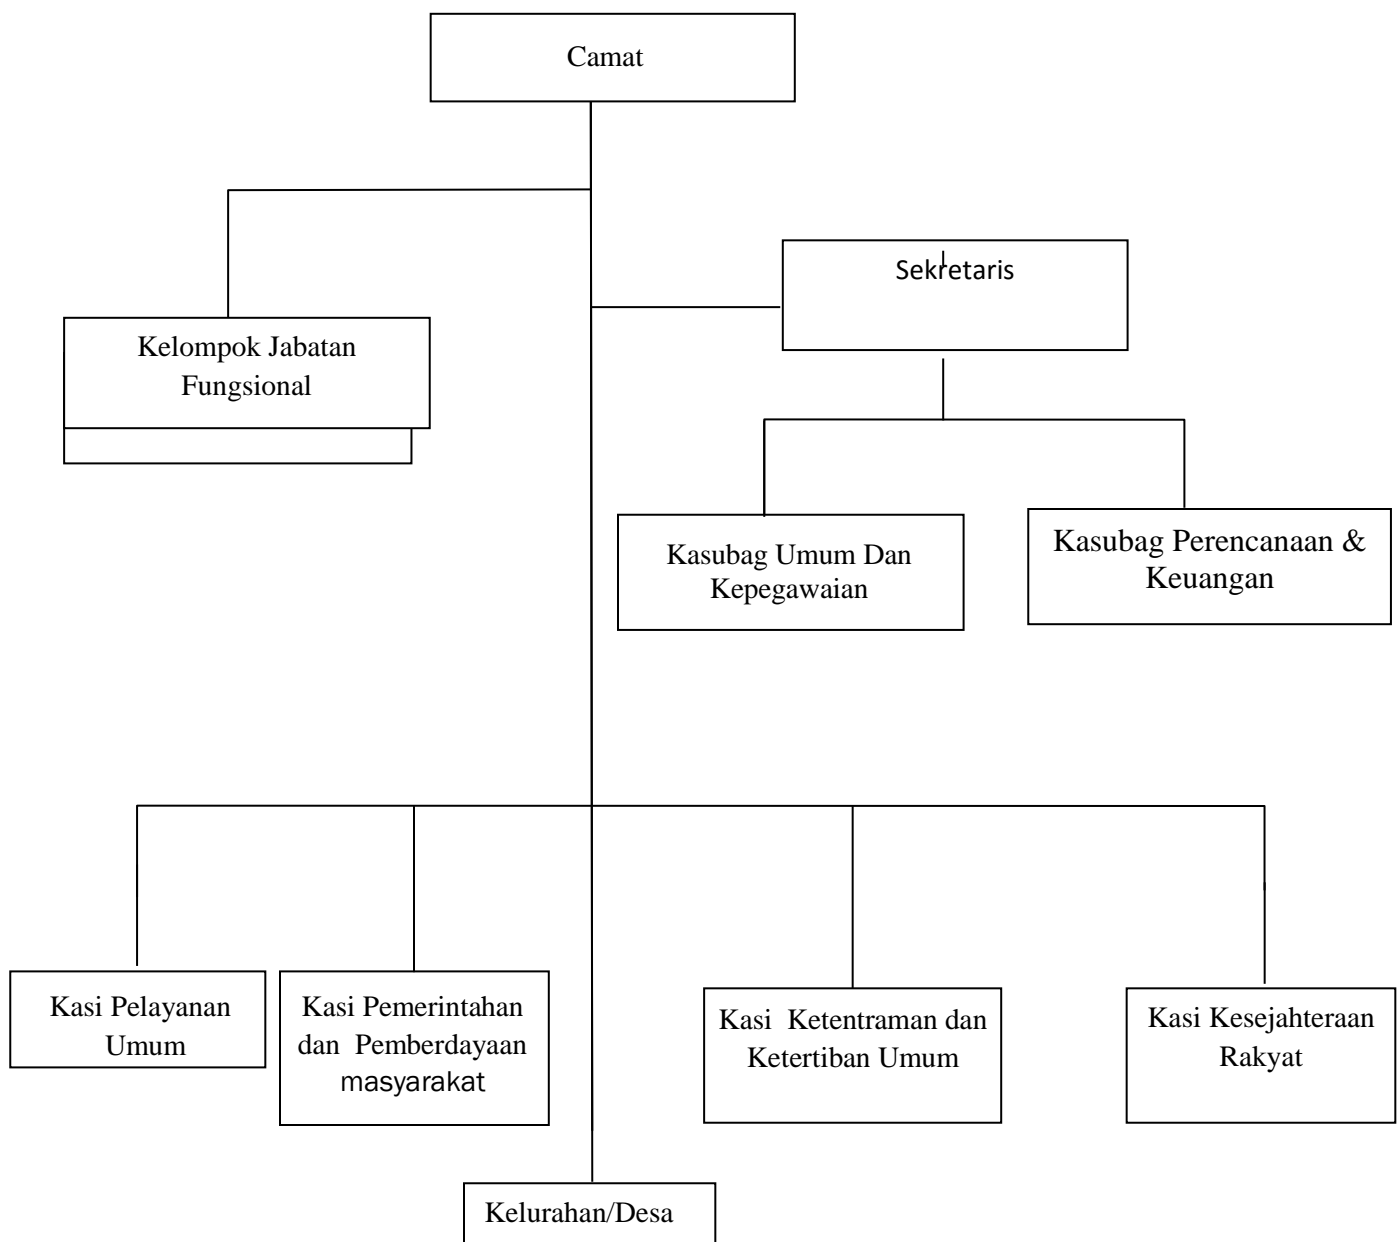 Camat
Sekretaris
Kelompok Jabatan
Fungsional
Kasubag Umum Dan
Kepegawaian
Kasubag Perencanaan &
Keuangan
Kasi Pelayanan
Umum
Kasi Pemerintahan
dan Pemberdayaan
masyarakat
Kasi Ketentraman dan
Ketertiban Umum
Kasi Kesejahteraan
Rakyat
Kelurahan/Desa